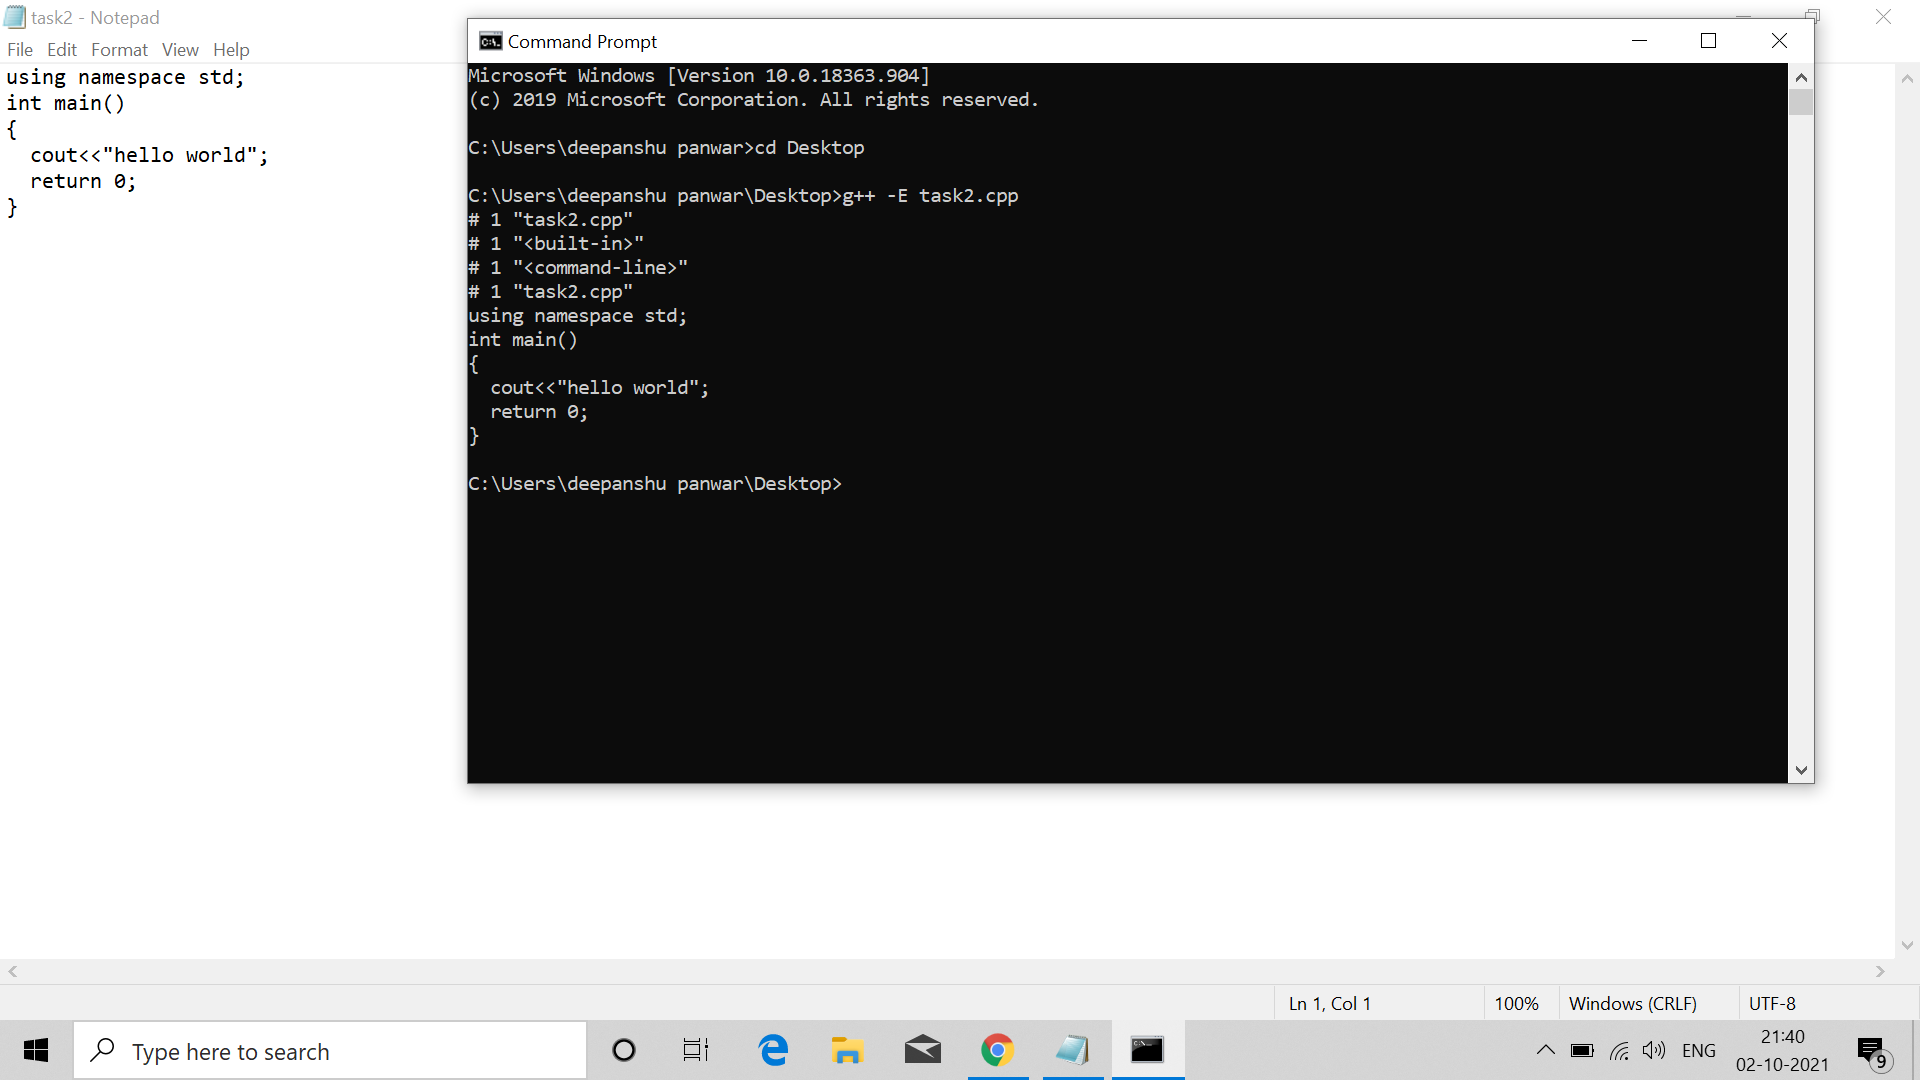 task2 - Notepad
File Edit Format View Help
using namespace std;
int main()
{
  cout<<"hello world";
  return 0;
}
Command Prompt
Microsoft Windows [Version 10.0.18363.904]
(c) 2019 Microsoft Corporation. All rights reserved.
C:\Users\deepanshu panwar>cd Desktop
C:\Users\deepanshu panwar\Desktop>g++ -E task2.cpp
# 1 "task2.cpp"
# 1 "<built-in>"
# 1 "<command-line>"
# 1 "task2.cpp"
using namespace std;
int main()
{
  cout<<"hello world";
  return 0;
}
C:\Users\deepanshu panwar\Desktop>
Ln 1, Col 1 100% Windows (CRLF) UTF-8
Type here to search
ENG
21:40
02-10-2021
9